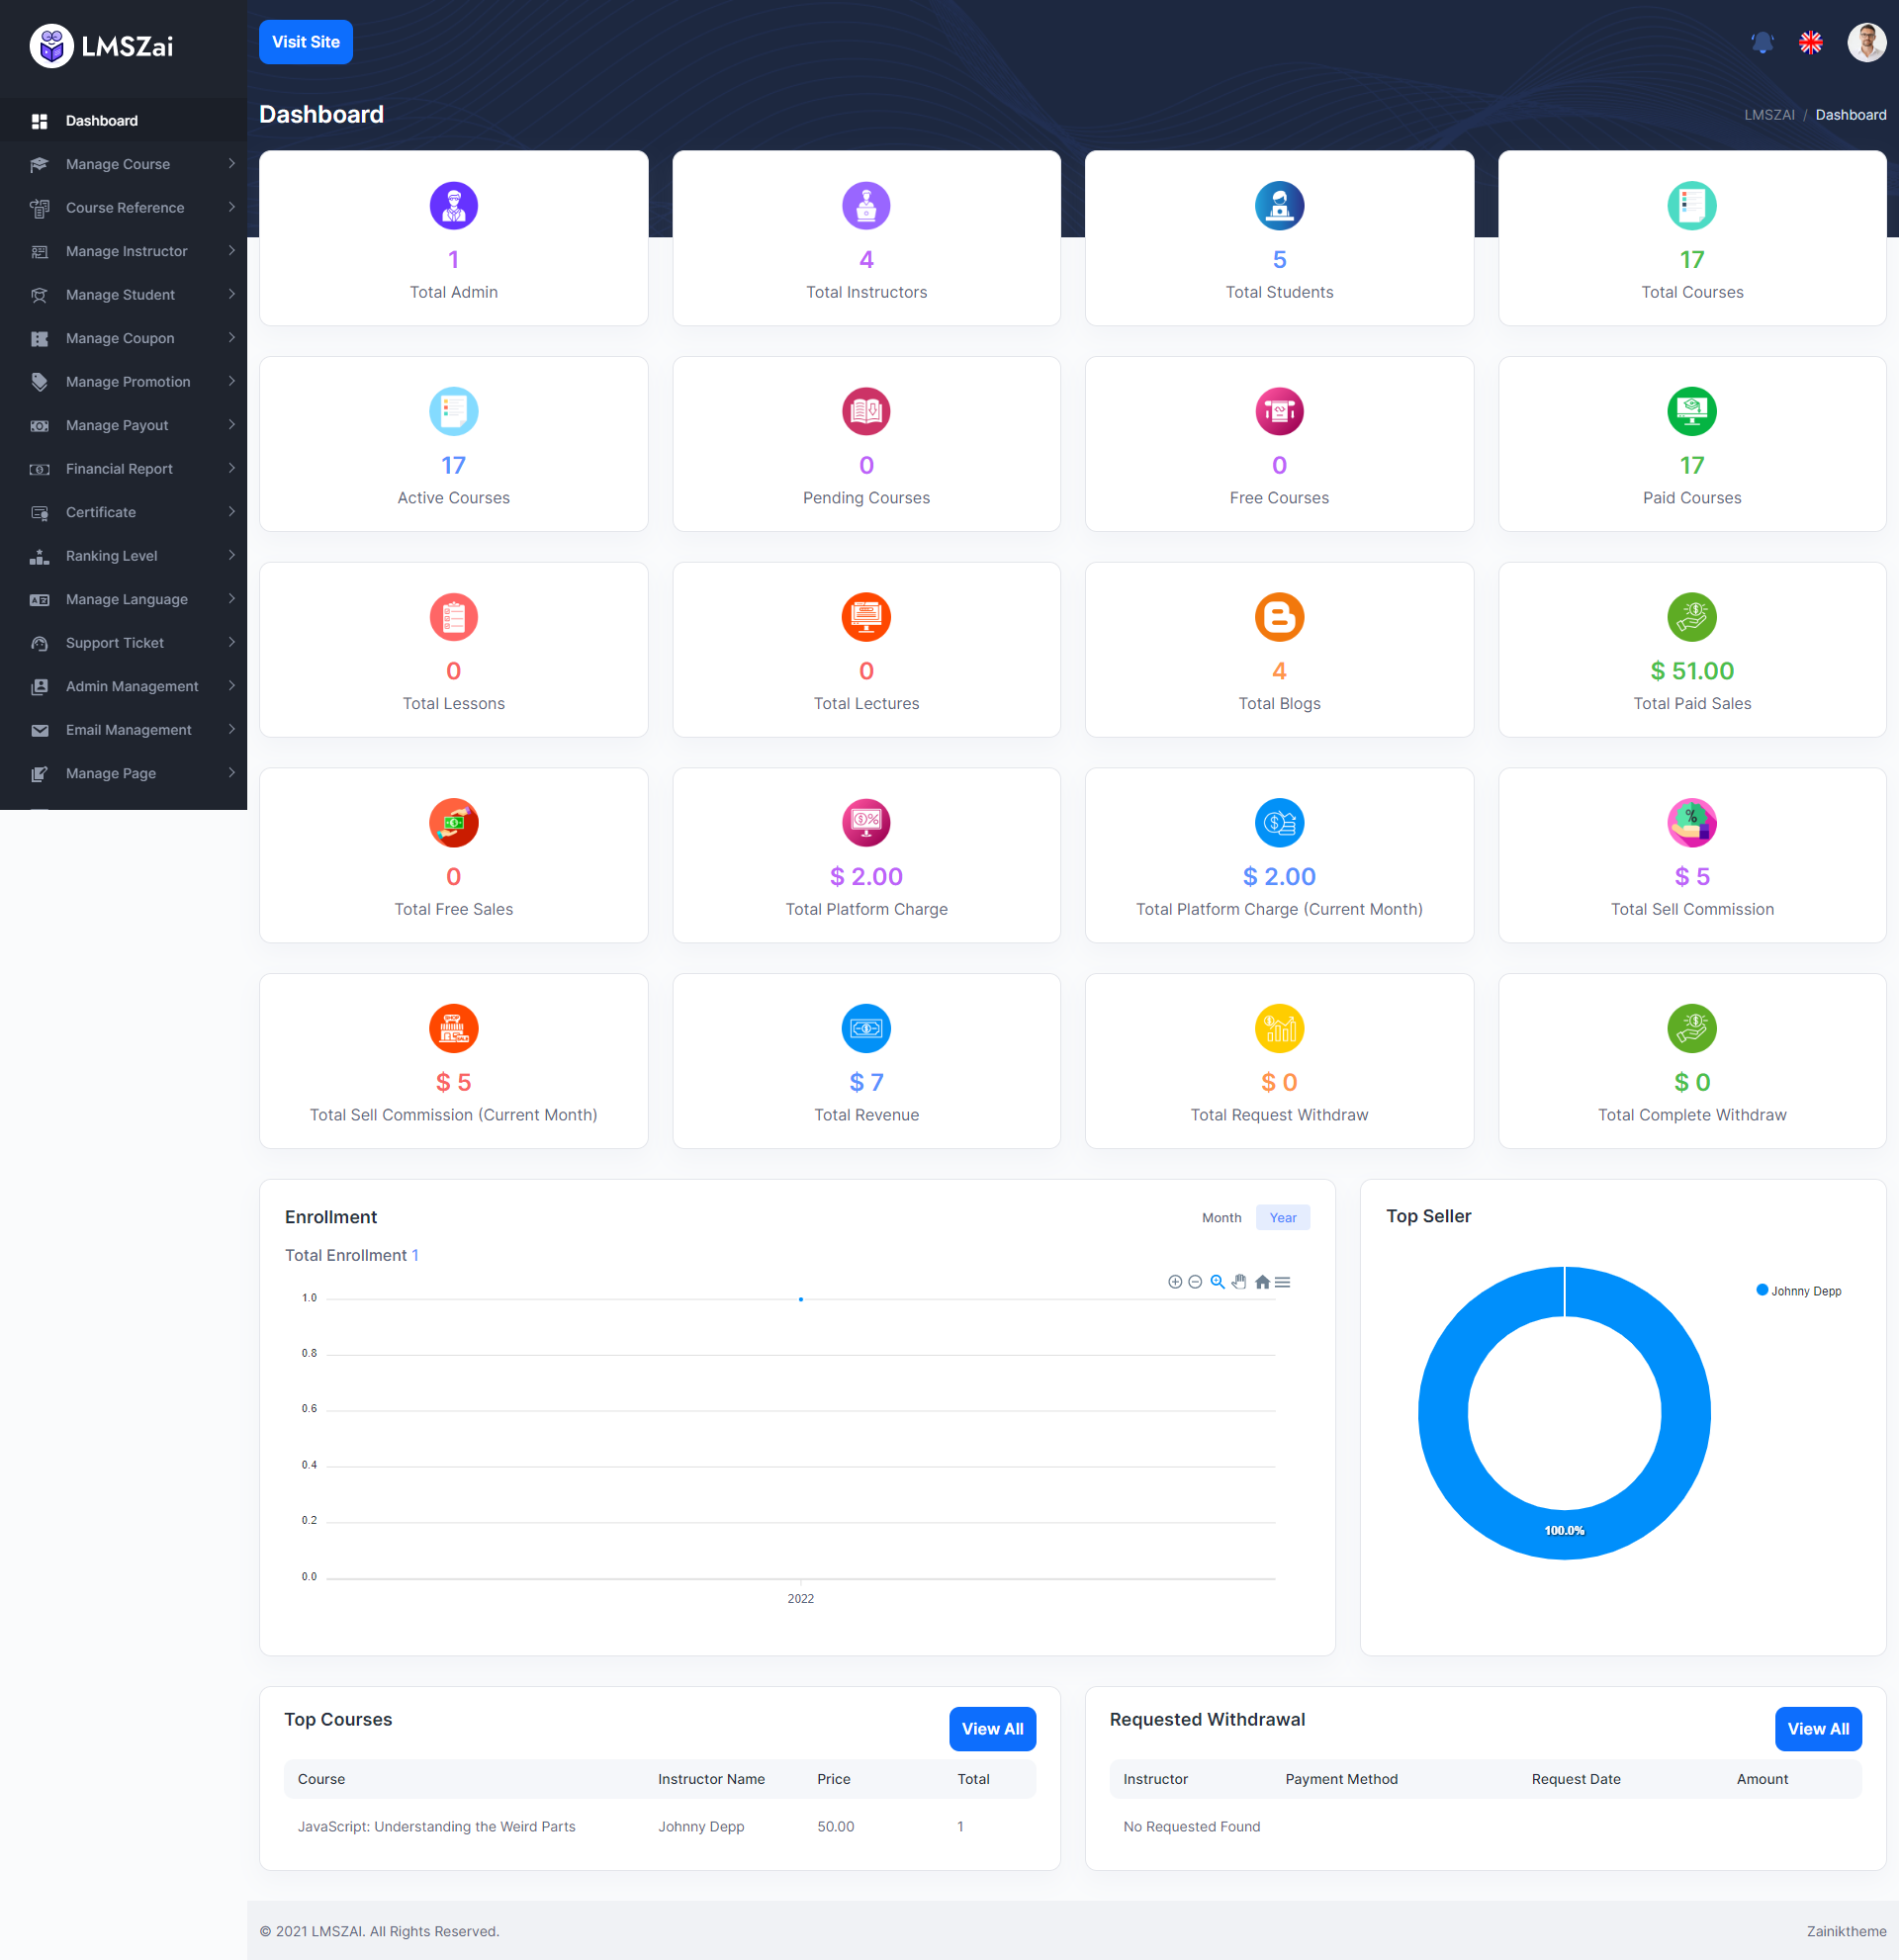 LMSZai
Visit Site
Dashboard
LMSZAI / Dashboard
Dashboard
Manage Course
Course Reference
Manage Instructor
Manage Student
Manage Coupon
Manage Promotion
Manage Payout
Financial Report
Certificate
Ranking Level
Manage Language
Support Ticket
Admin Management
Email Management
Manage Page
1
Total Admin
4
Total Instructors
5
Total Students
17
Total Courses
17
Active Courses
0
Pending Courses
0
Free Courses
17
Paid Courses
0
Total Lessons
0
Total Lectures
4
Total Blogs
$ 51.00
Total Paid Sales
0
Total Free Sales
$ 2.00
Total Platform Charge
$ 2.00
Total Platform Charge (Current Month)
$ 5
Total Sell Commission
$ 5
Total Sell Commission (Current Month)
$ 7
Total Revenue
$ 0
Total Request Withdraw
$ 0
Total Complete Withdraw
Enrollment
Month Year
Total Enrollment 1
1.0
0.8
0.6
0.4
0.2
0.0
2022
Top Seller
Johnny Depp
100.0%
Top Courses
View All
Course Instructor Name Price Total
JavaScript: Understanding the Weird Parts Johnny Depp 50.00 1
Requested Withdrawal
View All
Instructor Payment Method Request Date Amount
No Requested Found
© 2021 LMSZAI. All Rights Reserved.
Zainiktheme